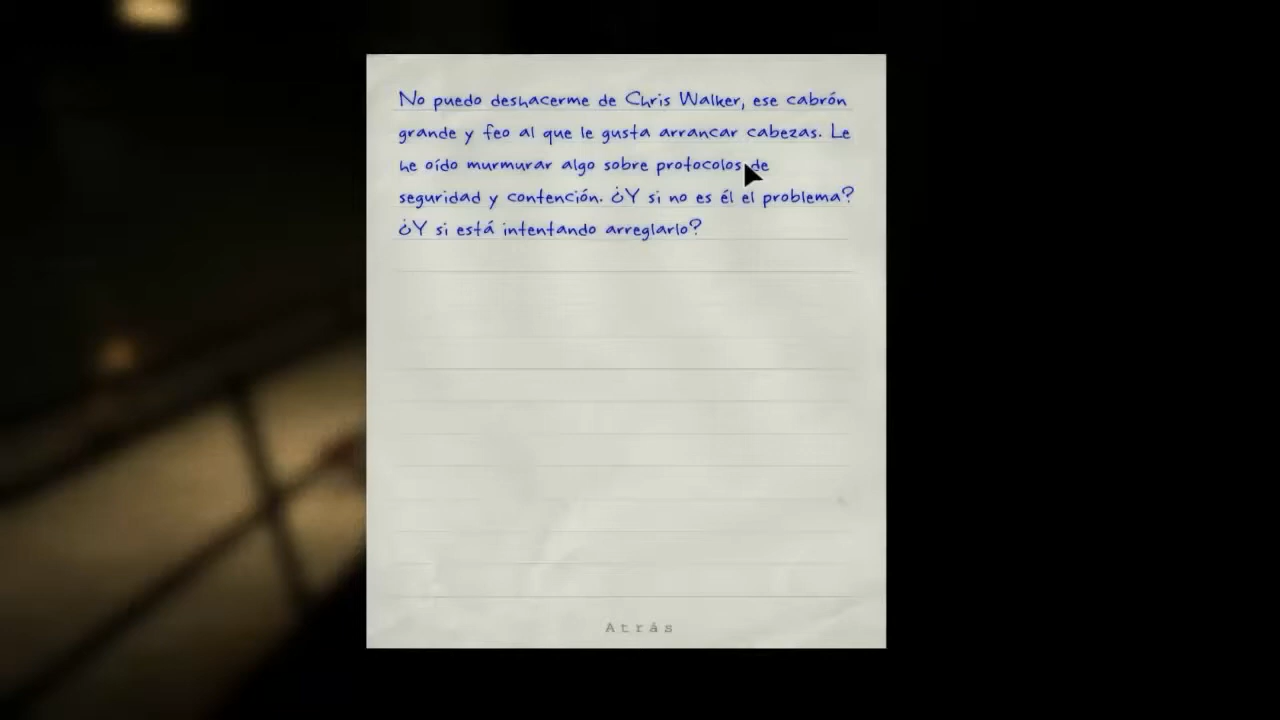 No puedo deshacerme de Chris Walker, ese cabrón
grande y feo al que le gusta arrancar cabezas. Le
he oído murmurar algo sobre protocolos de
seguridad y contención. ¿Y si no es él el problema?
¿Y si está intentando arreglarlo?
Atrás